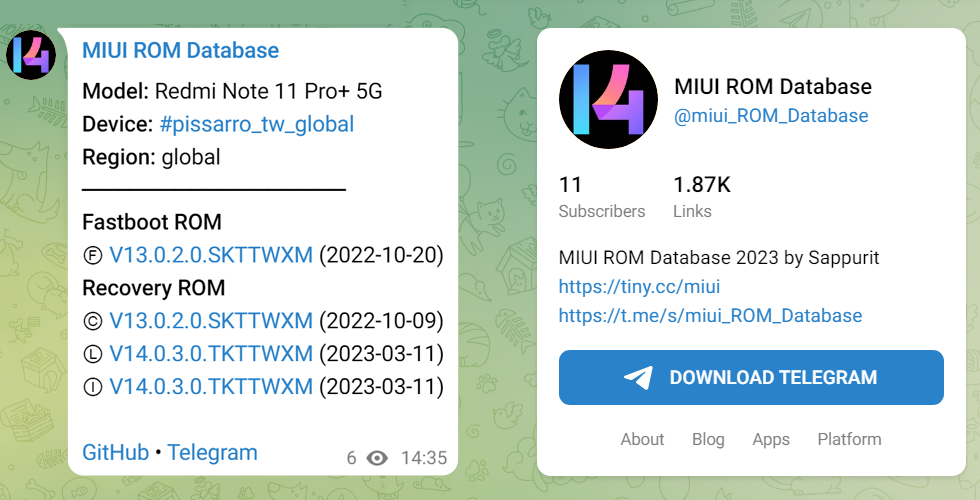 MIUI ROM Database
Model: Redmi Note 11 Pro+ 5G
Device: #pissarro_tw_global
Region: global
Fastboot ROM
Ⓕ V13.0.2.0.SKTTWXM (2022-10-20)
Recovery ROM
Ⓒ V13.0.2.0.SKTTWXM (2022-10-09)
Ⓛ V14.0.3.0.TKTTWXM (2023-03-11)
Ⓘ V14.0.3.0.TKTTWXM (2023-03-11)
GitHub • Telegram
6 14:35
14
MIUI ROM Database
@miui_ROM_Database
11 1.87K
Subscribers Links
MIUI ROM Database 2023 by Sappurit
https://tiny.cc/miui
https://t.me/s/miui_ROM_Database
DOWNLOAD TELEGRAM
About Blog Apps Platform